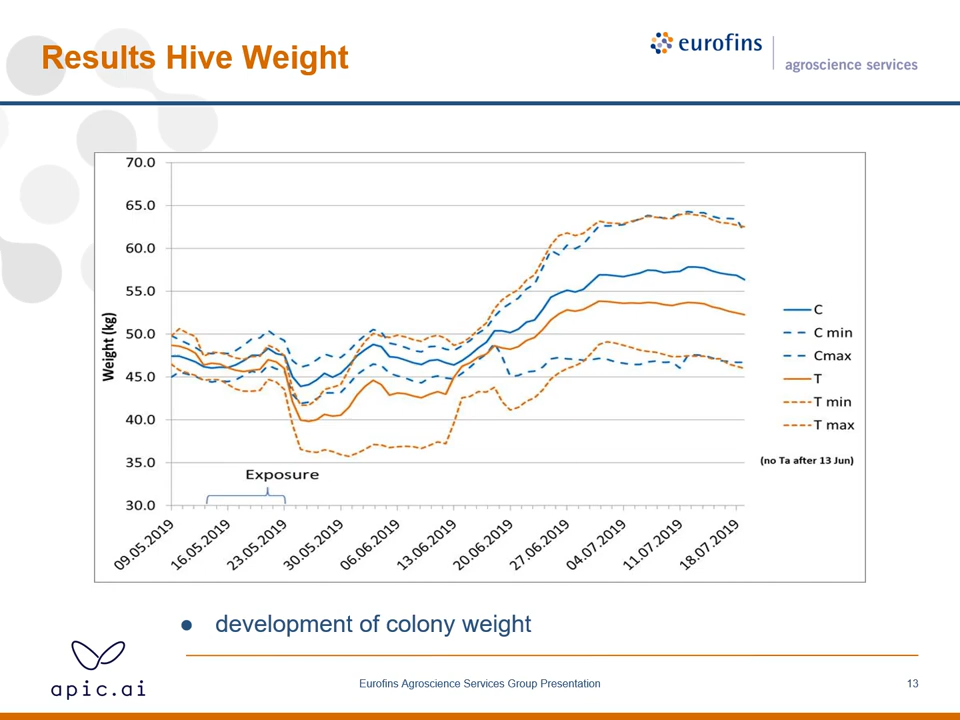 Results Hive Weight
eurofins
agroscience services
70.0
65.0
60.0
55.0
50.0
45.0
40.0
35.0
30.0
Weight (kg)
Exposure
09.05.2019
16.05.2019
23.05.2019
30.05.2019
06.06.2019
13.06.2019
20.06.2019
27.06.2019
04.07.2019
11.07.2019
18.07.2019
C
C min
Cmax
T
T min
T max
(no Ta after 13 Jun)
● development of colony weight
apic.ai
Eurofins Agroscience Services Group Presentation
13